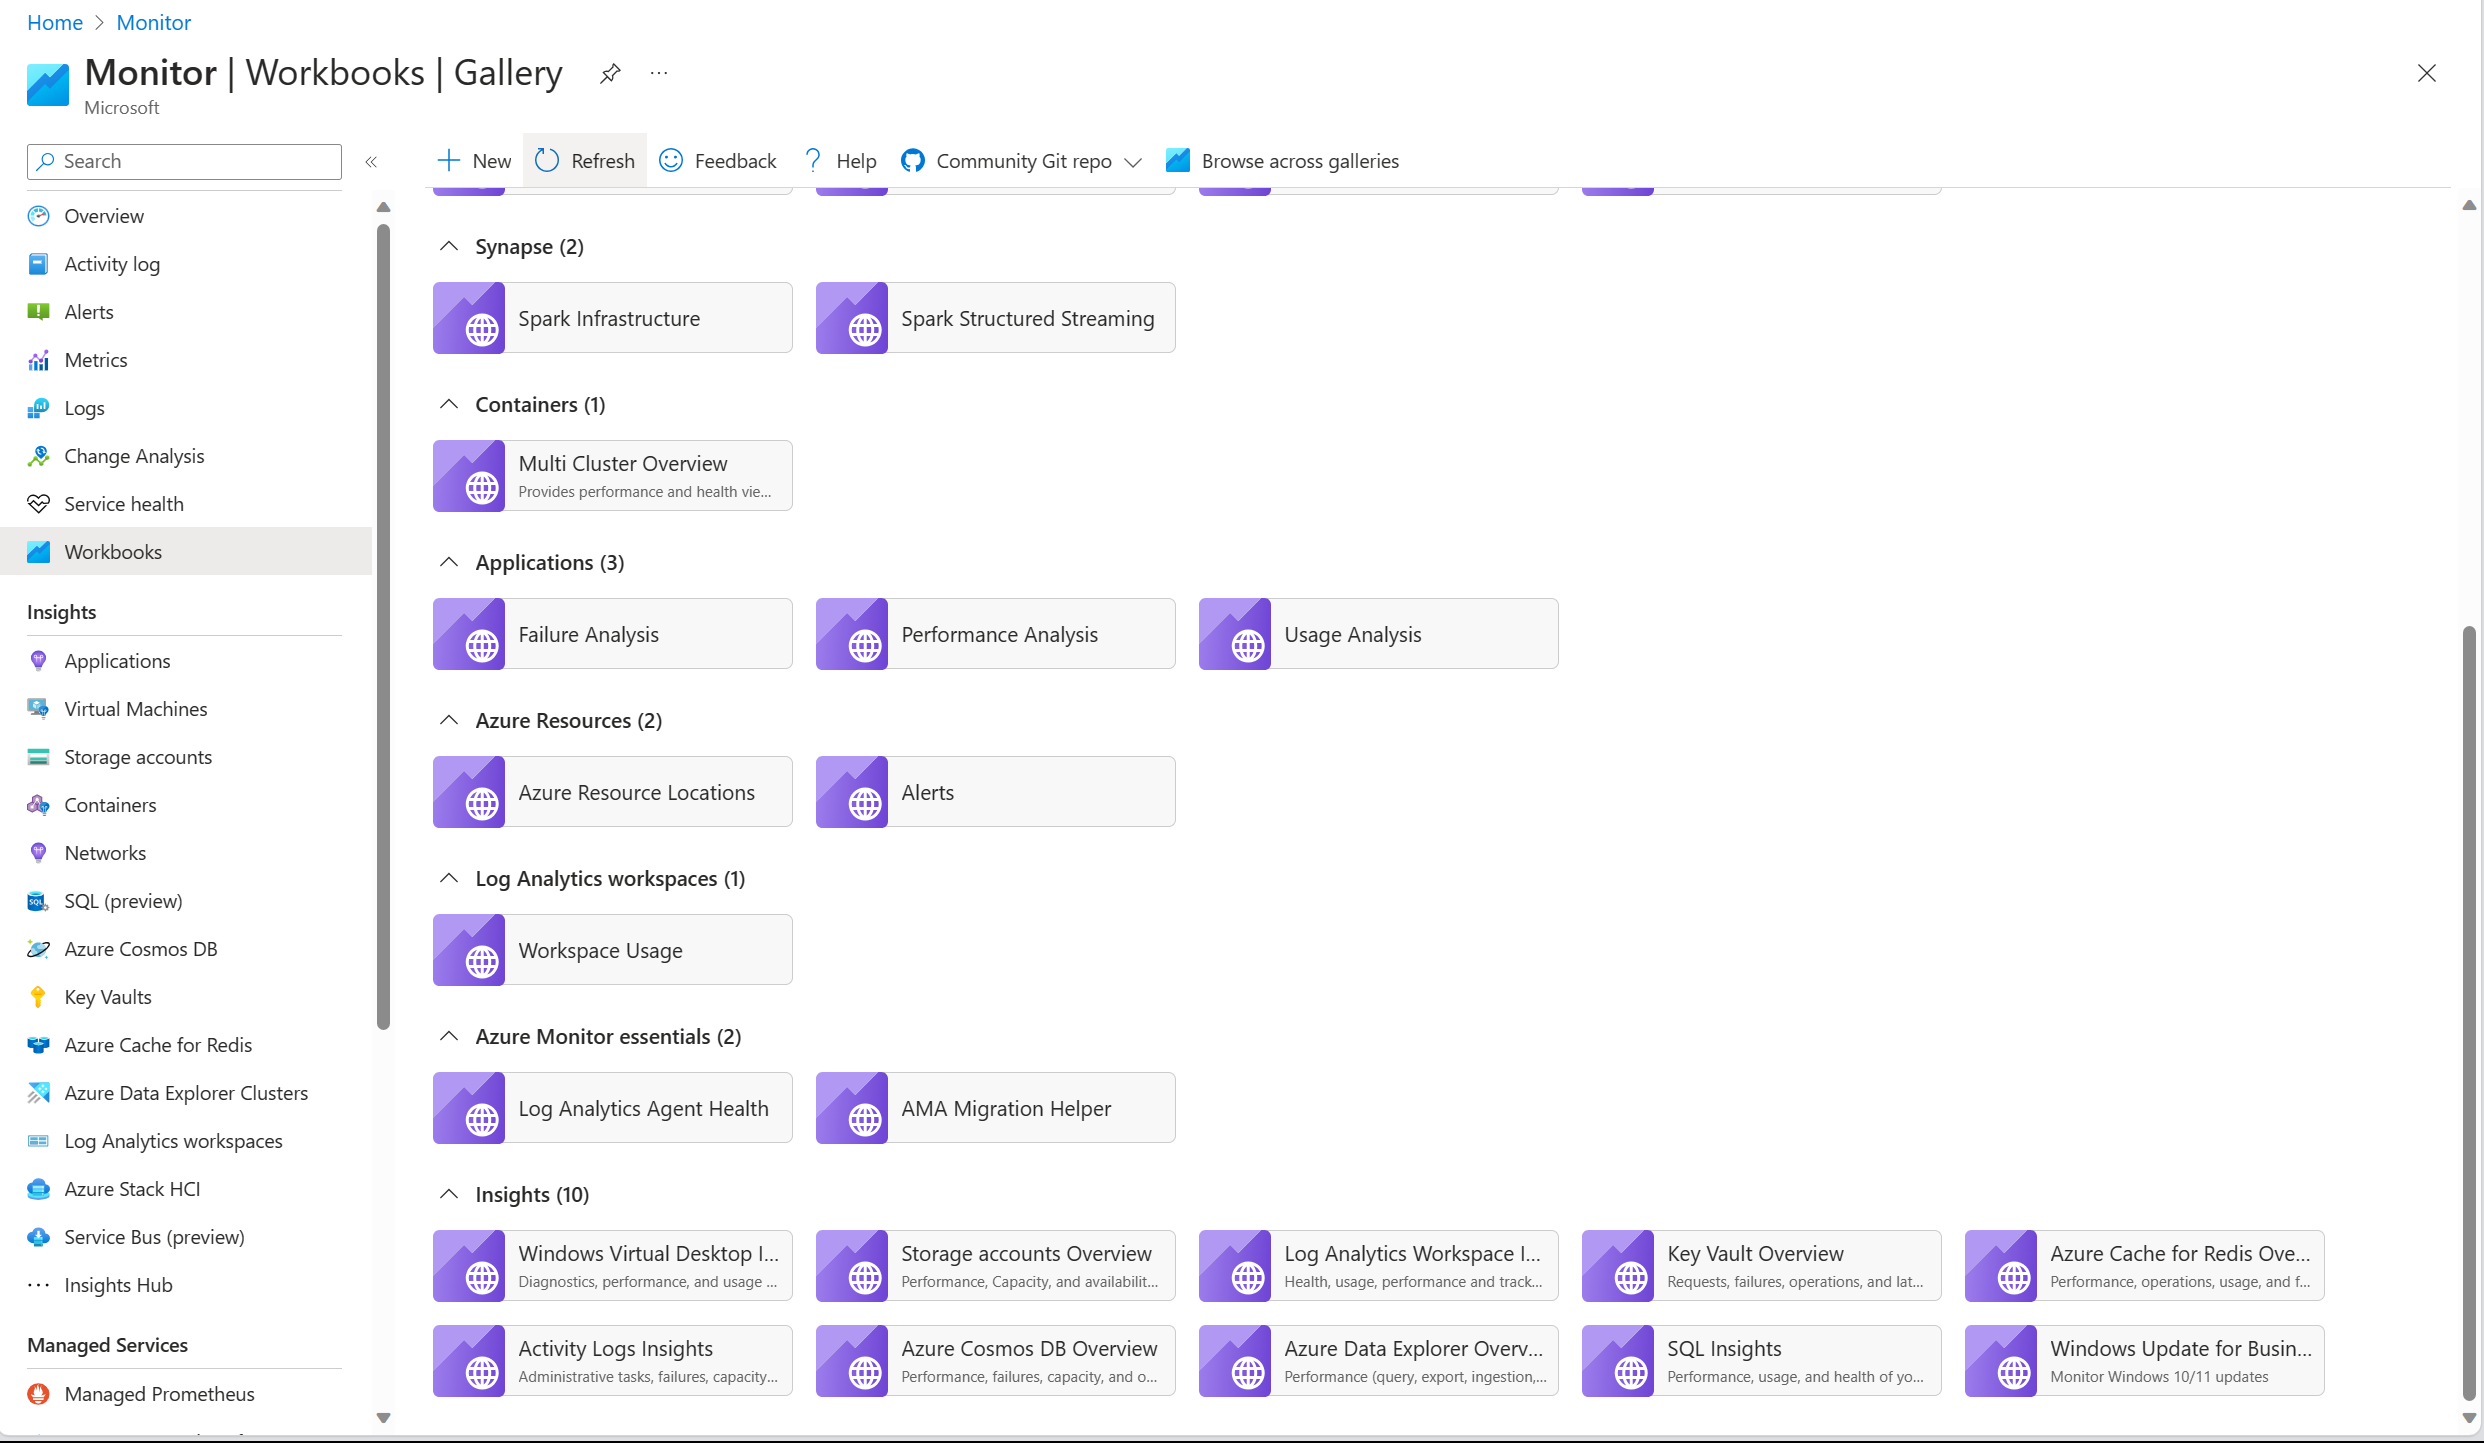 Home > Monitor
Monitor | Workbooks | Gallery ...
Microsoft
Search
«
New
Refresh
Feedback
? Help
Community Git repo
Browse across galleries
Overview
Activity log
Alerts
Metrics
Logs
Change Analysis
Service health
Workbooks
Insights
Applications
Virtual Machines
Storage accounts
Containers
Networks
SQL (preview)
Azure Cosmos DB
Key Vaults
Azure Cache for Redis
Azure Data Explorer Clusters
Log Analytics workspaces
Azure Stack HCI
Service Bus (preview)
Insights Hub
Managed Services
Managed Prometheus
Synapse (2)
Spark Infrastructure
Spark Structured Streaming
Containers (1)
Multi Cluster Overview
Provides performance and health vie...
Applications (3)
Failure Analysis
Performance Analysis
Usage Analysis
Azure Resources (2)
Azure Resource Locations
Alerts
Log Analytics workspaces (1)
Workspace Usage
Azure Monitor essentials (2)
Log Analytics Agent Health
AMA Migration Helper
Insights (10)
Windows Virtual Desktop I...
Diagnostics, performance, and usage ...
Storage accounts Overview
Performance, Capacity, and availabilit...
Log Analytics Workspace I...
Health, usage, performance and track...
Key Vault Overview
Requests, failures, operations, and lat...
Azure Cache for Redis Ove...
Performance, operations, usage, and f...
Activity Logs Insights
Administrative tasks, failures, capacity...
Azure Cosmos DB Overview
Performance, failures, capacity, and o...
Azure Data Explorer Overv...
Performance (query, export, ingestion,...
SQL Insights
Performance, usage, and health of yo...
Windows Update for Busin...
Monitor Windows 10/11 updates